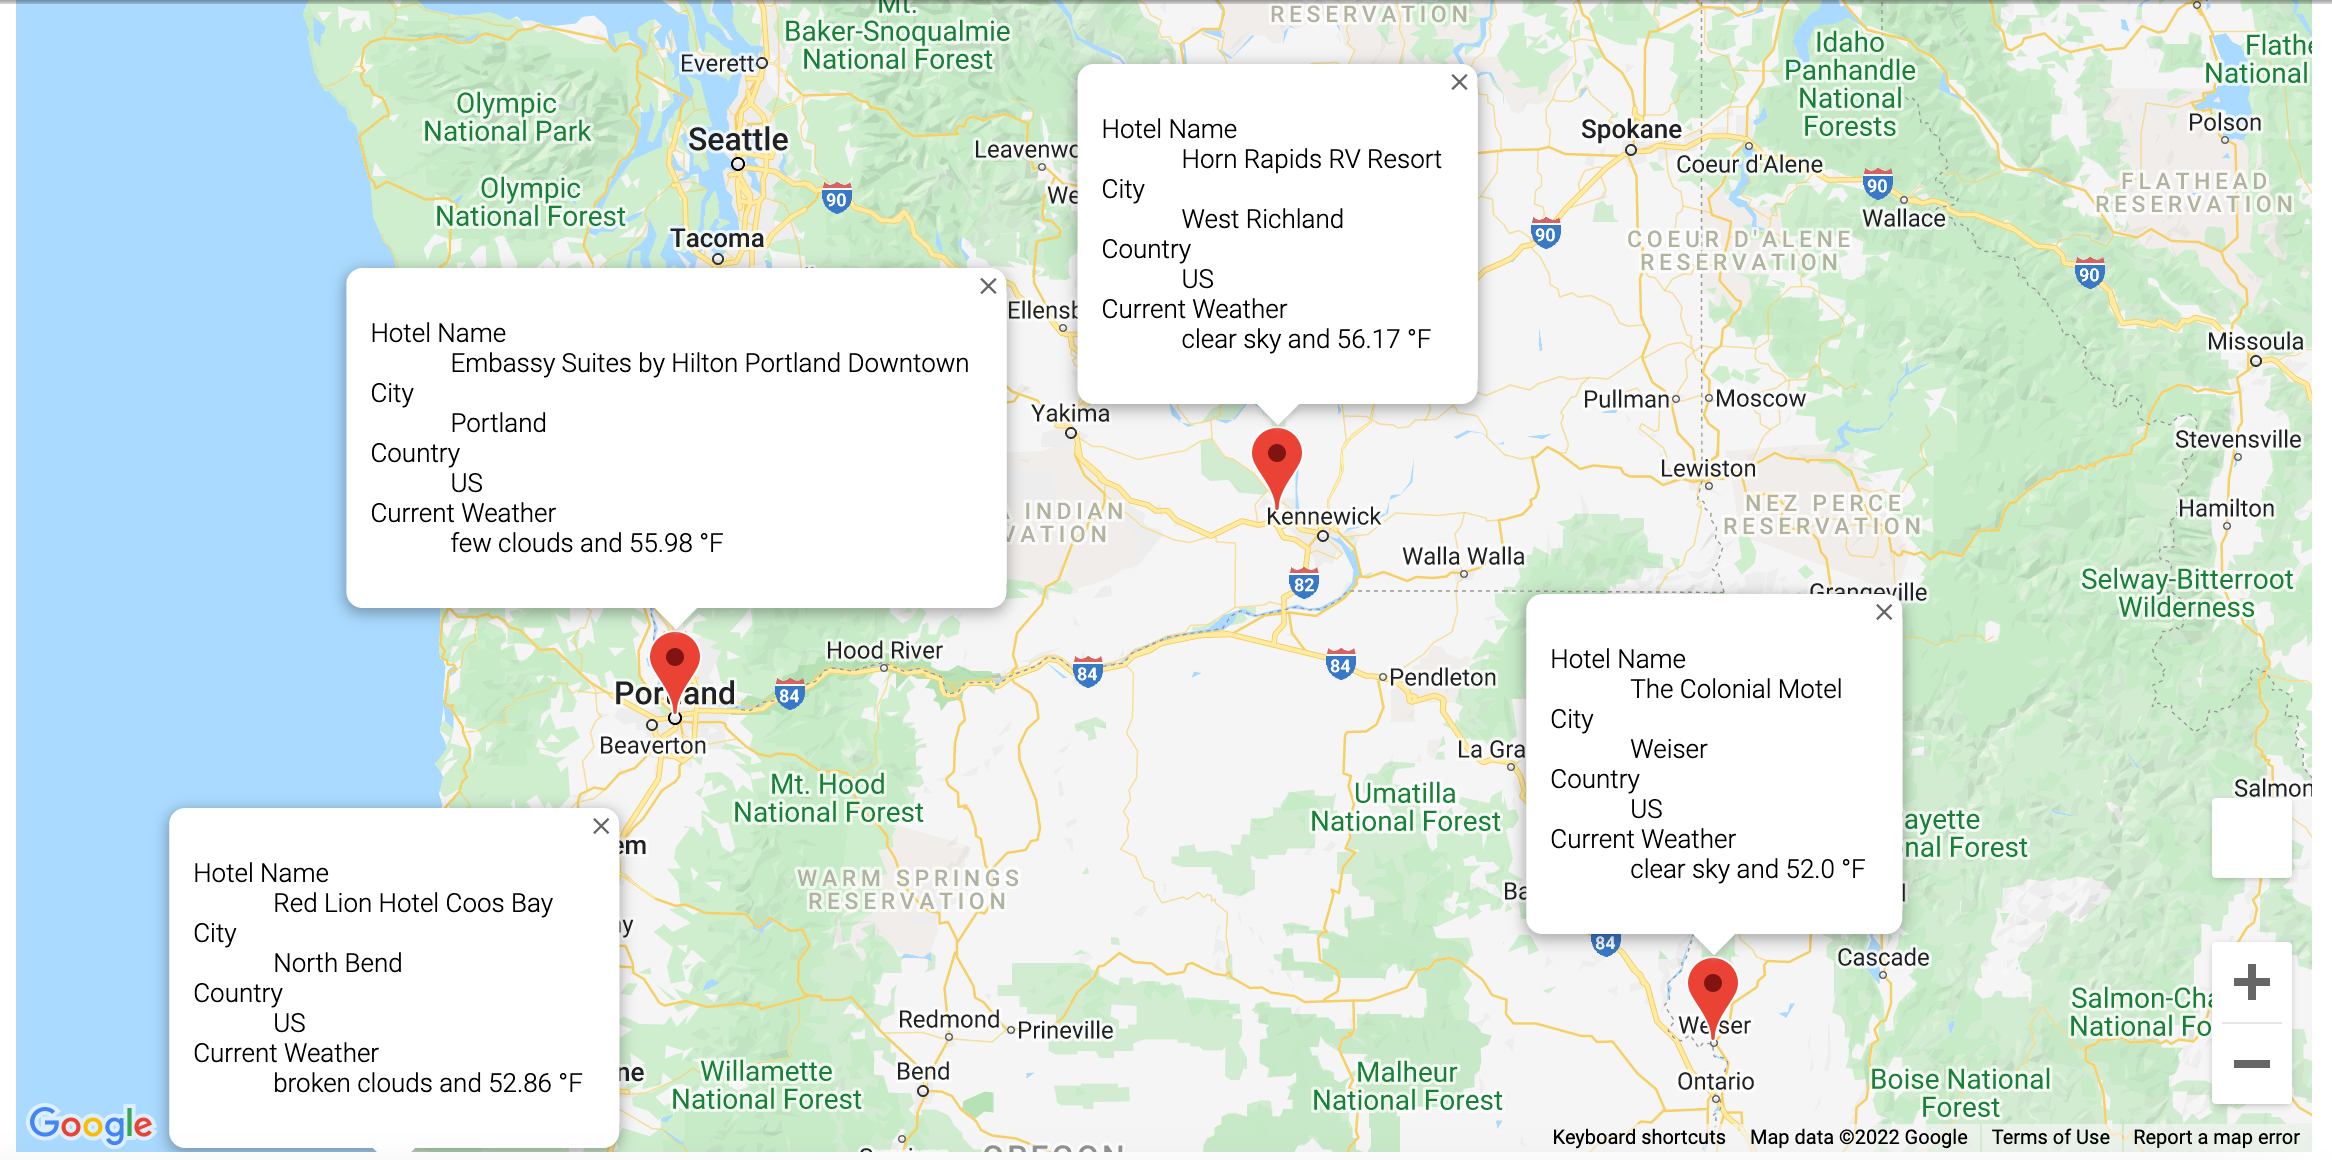 Mt.
Baker-Snoqualmie
National Forest
RESERVATION
Everett
Olympic
National Park
Seattle
Olympic
National Forest
90
Tacoma
Leavenwo
We
Ellensb
Idaho
Panhandle
National
Forests
Flathe
National
Polson
Spokane
Coeur d'Alene
90
Wallace
FLATHEAD
RESERVATION
90
COEUR D'ALENE
RESERVATION
90
Missoula
Hotel Name
Horn Rapids RV Resort
City
West Richland
Country
US
Current Weather
clear sky and 56.17 °F
Hotel Name
Embassy Suites by Hilton Portland Downtown
City
Portland
Country
US
Current Weather
few clouds and 55.98 °F
Yakima
Pullman
Moscow
Stevensville
Lewiston
NEZ PERCE
RESERVATION
Hamilton
INDIAN
VATION
Kennewick
Walla Walla
82
Selway-Bitterroot
Wilderness
Grangeville
Hood River
84
84
84
Pendleton
Portland
Beaverton
La Gra
Mt. Hood
National Forest
Umatilla
National Forest
Salmon
Hotel Name
The Colonial Motel
City
Weiser
Country
US
Current Weather
clear sky and 52.0 °F
ayette
nal Forest
em
WARM SPRINGS
RESERVATION
Ba
84
Cascade
Hotel Name
Red Lion Hotel Coos Bay
City
North Bend
Country
US
Current Weather
broken clouds and 52.86 °F
Redmond
Prineville
Weiser
Salmon-Cha
National Fo
ne
Willamette
National Forest
Bend
Malheur
National Forest
Ontario
Boise National
Forest
Google
OREGON
Keyboard shortcuts
Map data ©2022 Google
Terms of Use
Report a map error